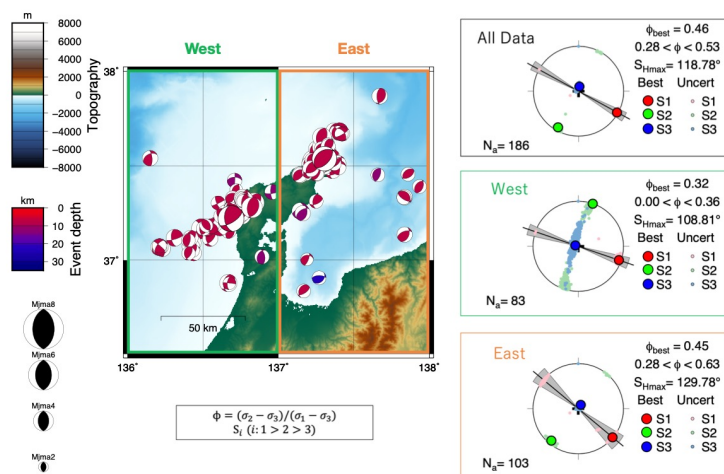 m
8000
6000
4000
2000
0
−2000
−4000
−6000
−8000
Topography
km
0
10
20
30
Event depth
Mjma8
Mjma6
Mjma4
Mjma2
West
East
38°
37°
50 km
136°
137°
138°
ϕ = (σ₂ − σ₃)/(σ₁ − σ₃)
Sᵢ (i: 1 > 2 > 3)
All Data
ϕbest = 0.46
0.28 < ϕ < 0.53
SHmax= 118.78°
Best Uncert
S1 S1
S2 S2
S3 S3
Na= 186
West
ϕbest = 0.32
0.00 < ϕ < 0.36
SHmax= 108.81°
Best Uncert
S1 S1
S2 S2
S3 S3
Na= 83
East
ϕbest = 0.45
0.28 < ϕ < 0.63
SHmax= 129.78°
Best Uncert
S1 S1
S2 S2
S3 S3
Na= 103